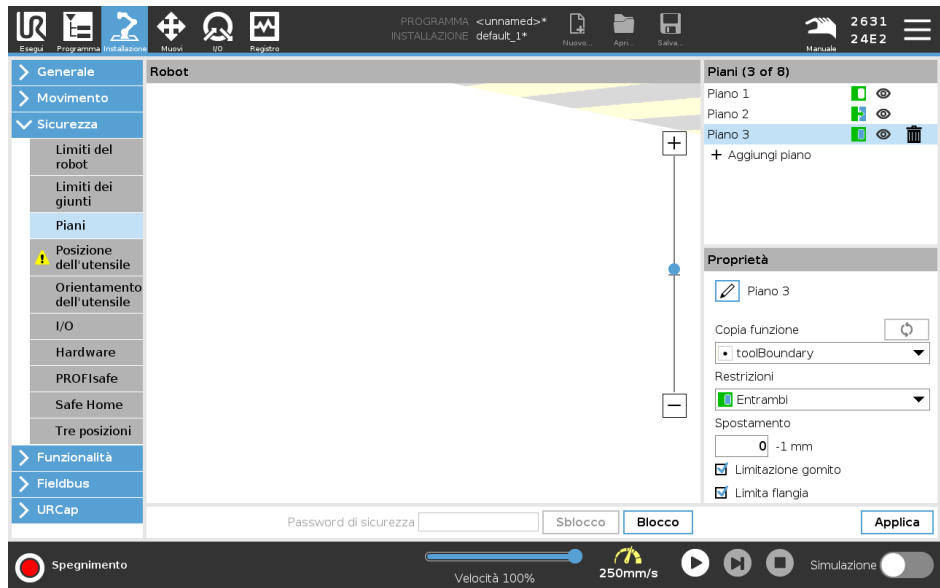 PROGRAMMA <unnamed>*
INSTALLAZIONE default_1*
Esegui
Programma
Installazione
Muovi
I/O
Registro
Nuovo...
Apri...
Salva...
Manuale
2631
24E2
Generale
Movimento
Sicurezza
Limiti del
robot
Limiti dei
giunti
Piani
Posizione
dell'utensile
Orientamento
dell'utensile
I/O
Hardware
PROFIsafe
Safe Home
Tre posizioni
Funzionalità
Fieldbus
URCap
Robot
Piani (3 of 8)
Piano 1
Piano 2
Piano 3
+ Aggiungi piano
Proprietà
Piano 3
Copia funzione
toolBoundary
Restrizioni
Entrambi
Spostamento
0 -1 mm
Limitazione gomito
Limita flangia
Password di sicurezza
Sblocco
Blocco
Applica
Spegnimento
Velocità 100%
250mm/s
Simulazione